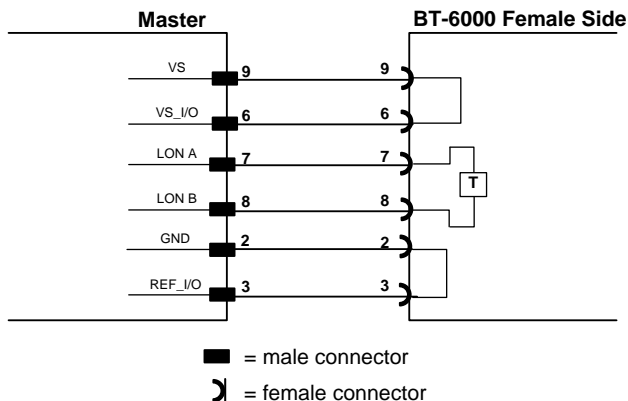 Master
BT-6000 Female Side
VS 9 9
VS_I/O 6 6
LON A 7 7
T
LON B 8 8
GND 2 2
REF_I/O 3 3
= male connector
= female connector